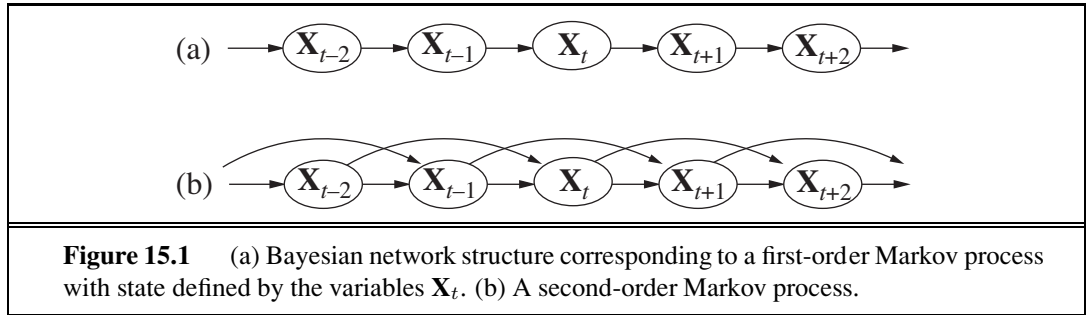 (a) X_{t–2} X_{t–1} X_t X_{t+1} X_{t+2}
(b) X_{t–2} X_{t–1} X_t X_{t+1} X_{t+2}
Figure 15.1 (a) Bayesian network structure corresponding to a first-order Markov process
with state defined by the variables X_t. (b) A second-order Markov process.